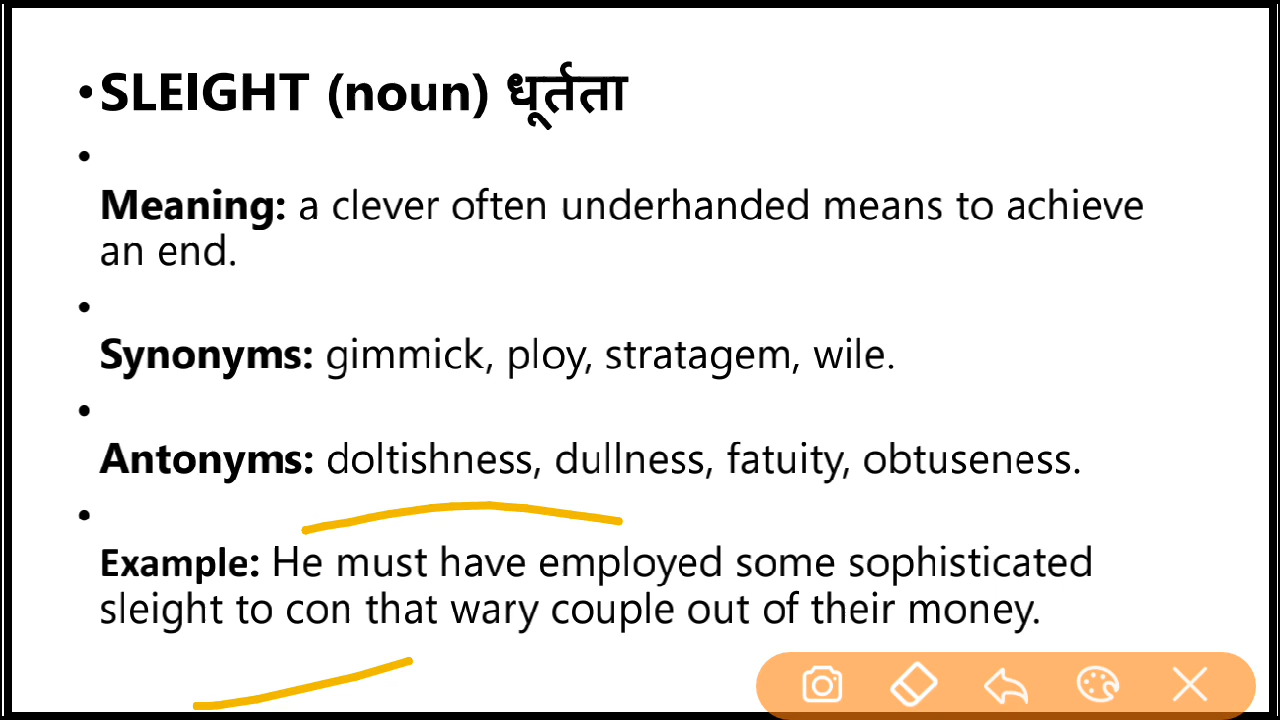 •SLEIGHT (noun) धूर्तता
•
Meaning: a clever often underhanded means to achieve
an end.
•
Synonyms: gimmick, ploy, stratagem, wile.
•
Antonyms: doltishness, dullness, fatuity, obtuseness.
•
Example: He must have employed some sophisticated
sleight to con that wary couple out of their money.